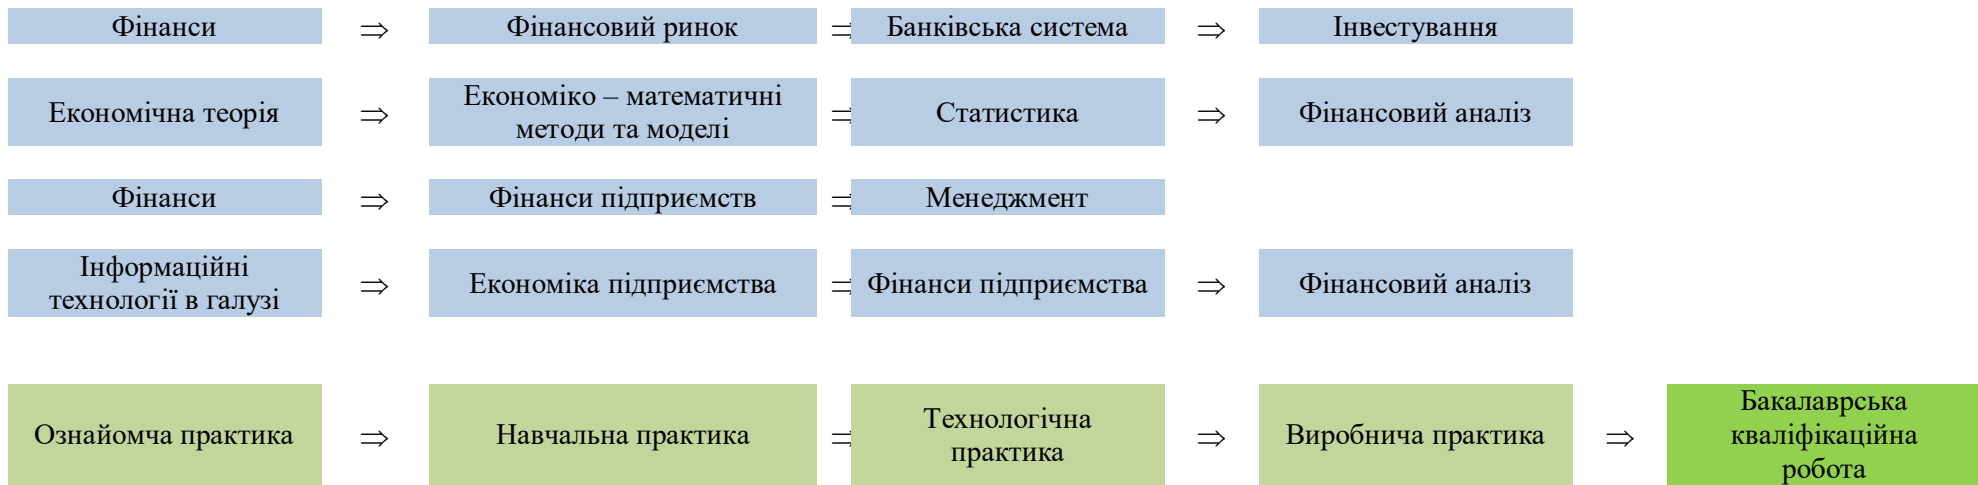 Фінанси ⇒ Фінансовий ринок ⇒ Банківська система ⇒ Інвестування
Економічна теорія ⇒ Економіко – математичні
методи та моделі ⇒ Статистика ⇒ Фінансовий аналіз
Фінанси ⇒ Фінанси підприємств ⇒ Менеджмент
Інформаційні
технології в галузі ⇒ Економіка підприємства ⇒ Фінанси підприємства ⇒ Фінансовий аналіз
Ознайомча практика ⇒ Навчальна практика ⇒ Технологічна
практика ⇒ Виробнича практика ⇒ Бакалаврська
кваліфікаційна
робота